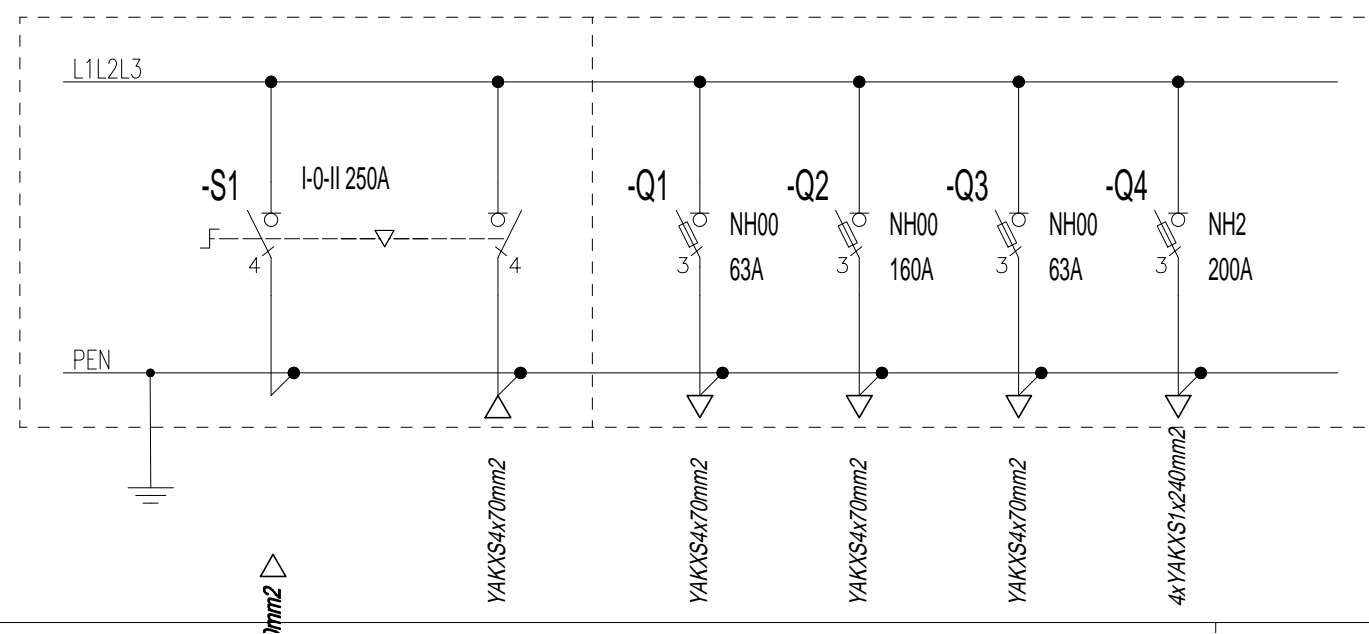 L1L2L3
-S1
I-0-II 250A
4
4
-Q1
NH00
63A
3
-Q2
NH00
160A
3
-Q3
NH00
63A
3
-Q4
NH2
200A
3
PEN
YAKXS4x70mm2
YAKXS4x70mm2
YAKXS4x70mm2
YAKXS4x70mm2
4xYAKXS1x240mm2
0mm2